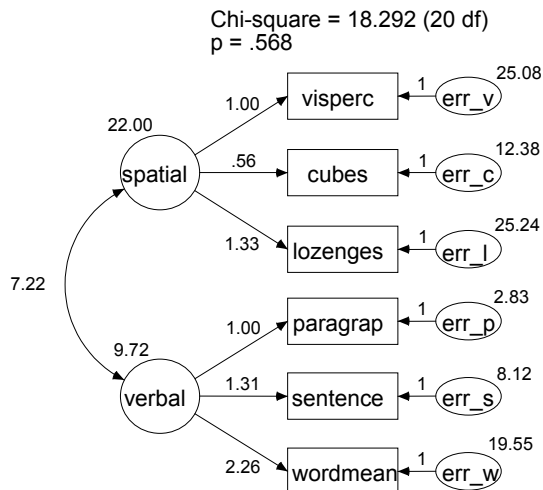 Chi-square = 18.292 (20 df)
p = .568
25.08
1.00
visperc
1
err_v
22.00
12.38
spatial
.56
cubes
1
err_c
25.24
1.33
lozenges
1
err_l
7.22
2.83
1.00
paragrap
1
err_p
9.72
8.12
verbal
1.31
sentence
1
err_s
19.55
2.26
wordmean
1
err_w